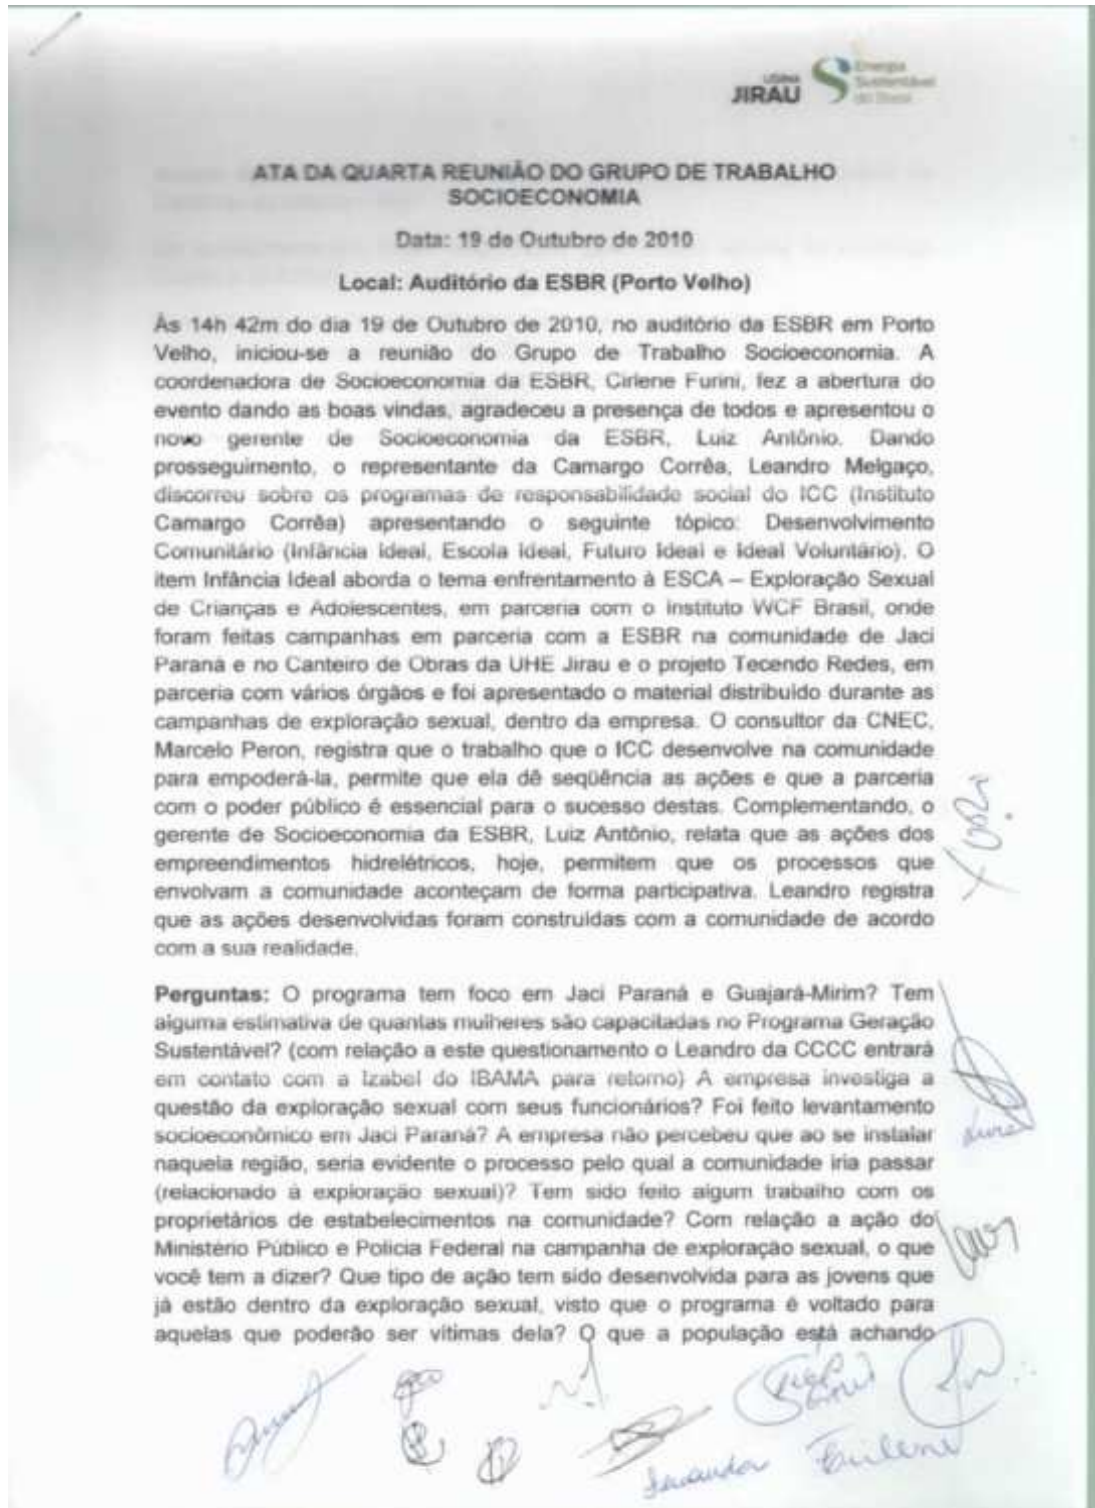 USINA
JIRAU
Energia
Sustentável
do Brasil
ATA DA QUARTA REUNIÃO DO GRUPO DE TRABALHO
SOCIOECONOMIA
Data: 19 de Outubro de 2010
Local: Auditório da ESBR (Porto Velho)
Às 14h 42m do dia 19 de Outubro de 2010, no auditório da ESBR em Porto
Velho, iniciou-se a reunião do Grupo de Trabalho Socioeconomia. A
coordenadora de Socioeconomia da ESBR, Cirlene Furini, fez a abertura do
evento dando as boas vindas, agradeceu a presença de todos e apresentou o
novo gerente de Socioeconomia da ESBR, Luiz Antônio. Dando
prosseguimento, o representante da Camargo Corrêa, Leandro Melgaço,
discorreu sobre os programas de responsabilidade social do ICC (Instituto
Camargo Corrêa) apresentando o seguinte tópico: Desenvolvimento
Comunitário (Infância Ideal, Escola Ideal, Futuro Ideal e Ideal Voluntário). O
item Infância Ideal aborda o tema enfrentamento à ESCA – Exploração Sexual
de Crianças e Adolescentes, em parceria com o Instituto WCF Brasil, onde
foram feitas campanhas em parceria com a ESBR na comunidade de Jaci
Paraná e no Canteiro de Obras da UHE Jirau e o projeto Tecendo Redes, em
parceria com vários órgãos e foi apresentado o material distribuído durante as
campanhas de exploração sexual, dentro da empresa. O consultor da CNEC,
Marcelo Peron, registra que o trabalho que o ICC desenvolve na comunidade
para empoderá-la, permite que ela dê seqüência as ações e que a parceria
com o poder público é essencial para o sucesso destas. Complementando, o
gerente de Socioeconomia da ESBR, Luiz Antônio, relata que as ações dos
empreendimentos hidrelétricos, hoje, permitem que os processos que
envolvam a comunidade aconteçam de forma participativa. Leandro registra
que as ações desenvolvidas foram construídas com a comunidade de acordo
com a sua realidade.
Perguntas: O programa tem foco em Jaci Paraná e Guajará-Mirim? Tem
alguma estimativa de quantas mulheres são capacitadas no Programa Geração
Sustentável? (com relação a este questionamento o Leandro da CCCC entrará
em contato com a Izabel do IBAMA para retorno) A empresa investiga a
questão da exploração sexual com seus funcionários? Foi feito levantamento
socioeconômico em Jaci Paraná? A empresa não percebeu que ao se instalar
naquela região, seria evidente o processo pelo qual a comunidade iria passar
(relacionado à exploração sexual)? Tem sido feito algum trabalho com os
proprietários de estabelecimentos na comunidade? Com relação a ação do
Ministério Público e Policia Federal na campanha de exploração sexual, o que
você tem a dizer? Que tipo de ação tem sido desenvolvida para as jovens que
já estão dentro da exploração sexual, visto que o programa é voltado para
aquelas que poderão ser vítimas dela? O que a população está achando